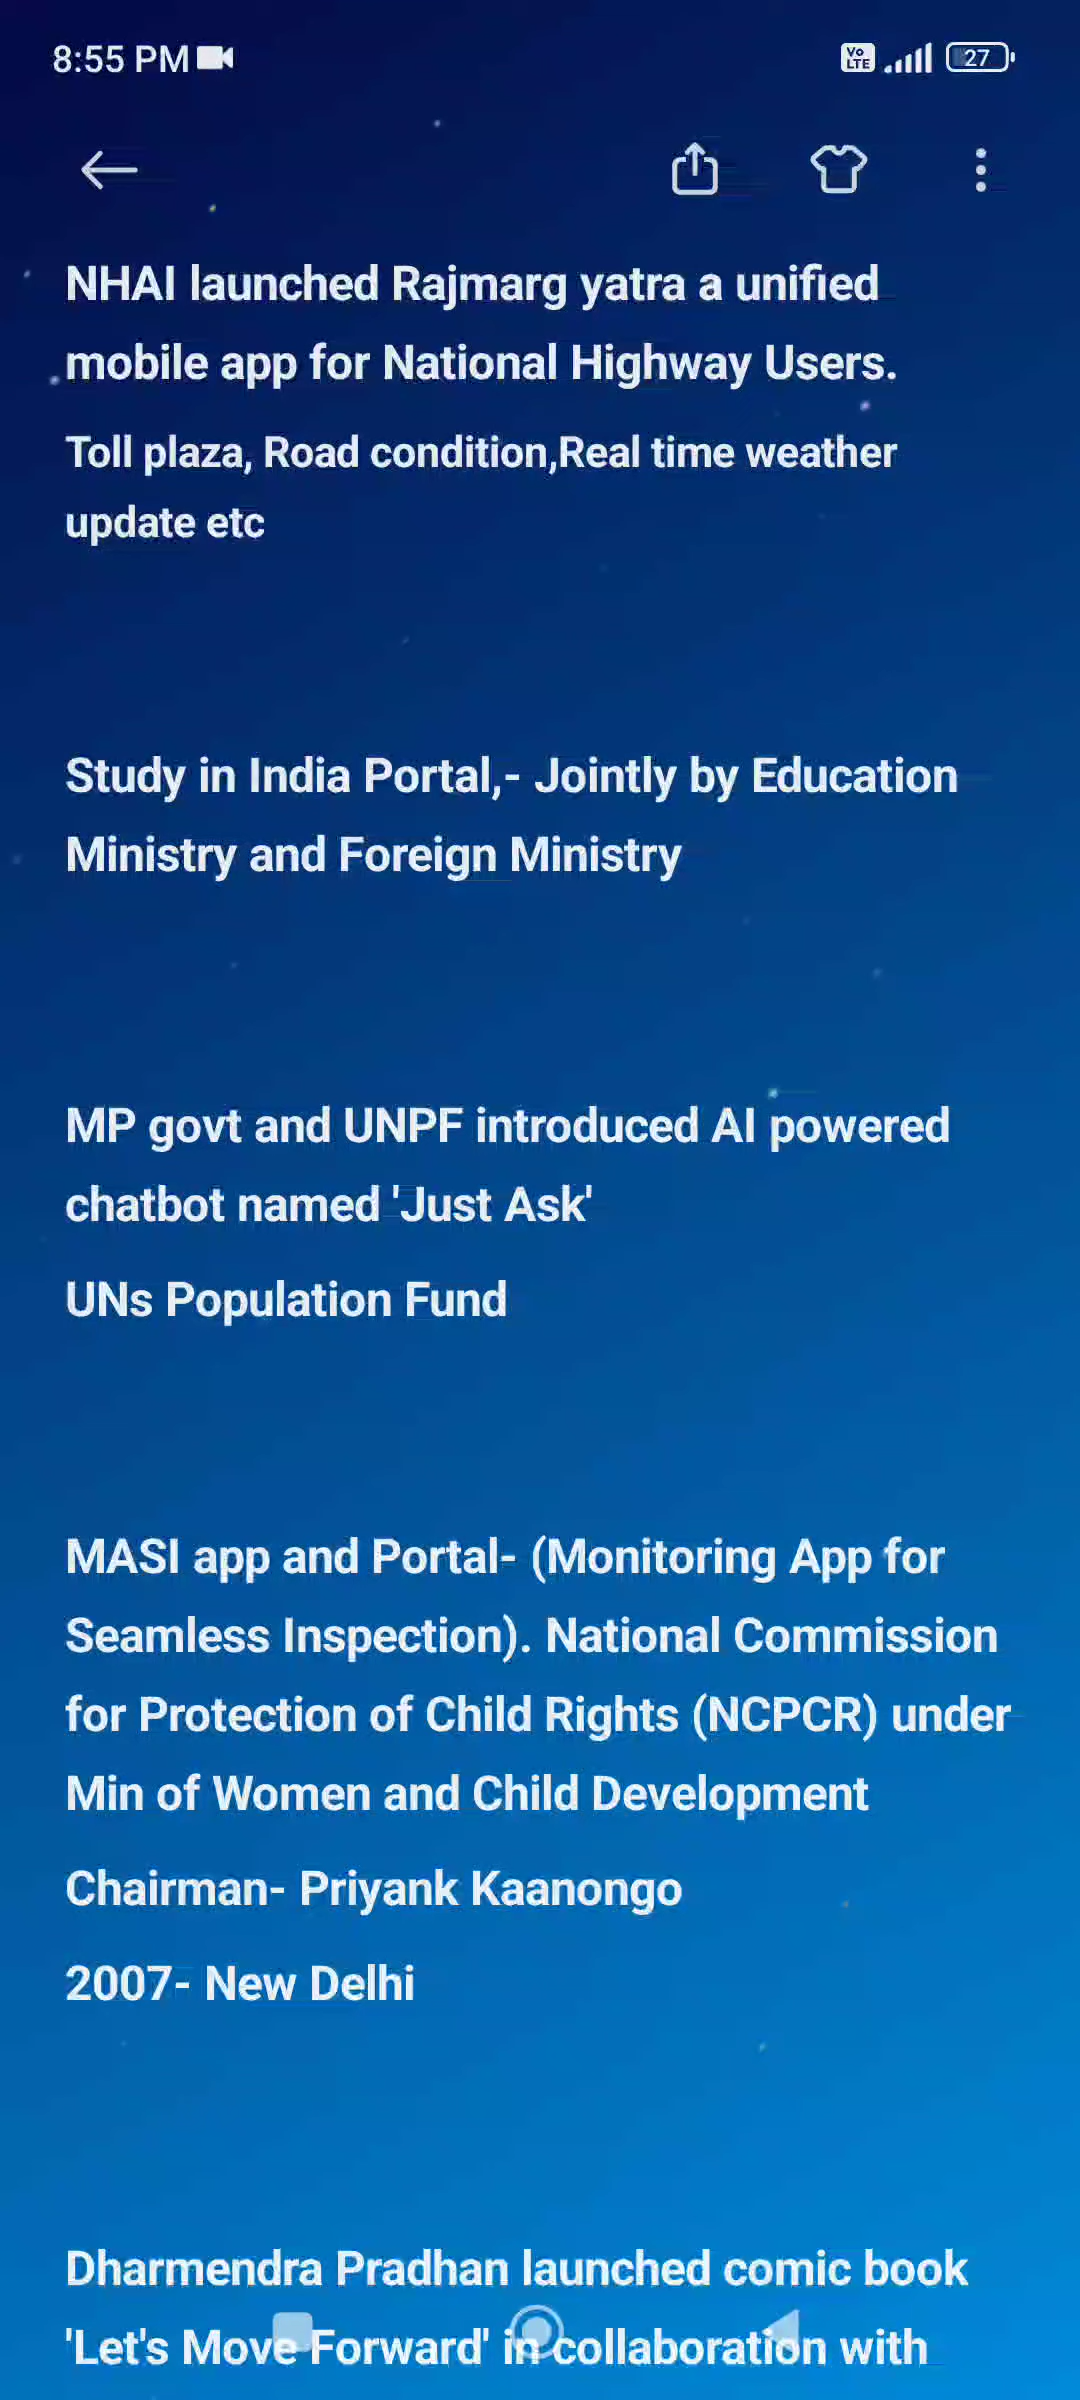 8:55 PM
Vo
LTE
27
NHAI launched Rajmarg yatra a unified
mobile app for National Highway Users.
Toll plaza, Road condition,Real time weather
update etc
Study in India Portal,- Jointly by Education
Ministry and Foreign Ministry
MP govt and UNPF introduced AI powered
chatbot named 'Just Ask'
UNs Population Fund
MASI app and Portal- (Monitoring App for
Seamless Inspection). National Commission
for Protection of Child Rights (NCPCR) under
Min of Women and Child Development
Chairman- Priyank Kaanongo
2007- New Delhi
Dharmendra Pradhan launched comic book
'Let's Move Forward' in collaboration with